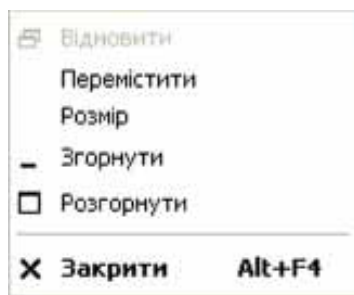 Відновити
Перемістити
Розмір
Згорнути
Розгорнути
Закрити Alt+F4